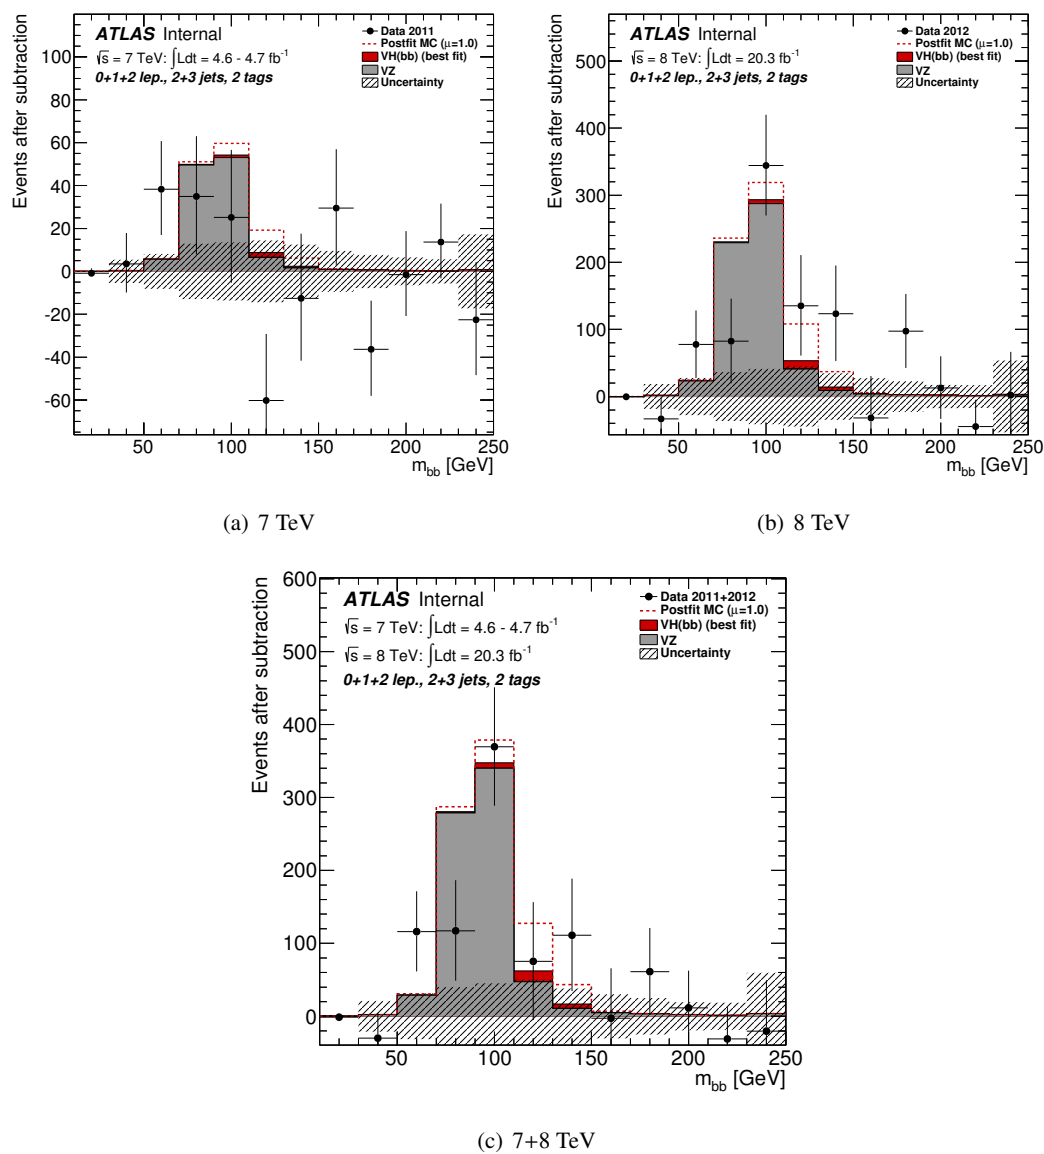 ATLAS Internal
√s = 7 TeV: ∫Ldt = 4.6 - 4.7 fb⁻¹
0+1+2 lep., 2+3 jets, 2 tags
Data 2011
Postfit MC (μ=1.0)
VH(bb) (best fit)
VZ
Uncertainty
Events after subtraction
100
80
60
40
20
0
-20
-40
-60
50 100 150 200 250
m_bb [GeV]
(a) 7 TeV
ATLAS Internal
√s = 8 TeV: ∫Ldt = 20.3 fb⁻¹
0+1+2 lep., 2+3 jets, 2 tags
Data 2012
Postfit MC (μ=1.0)
VH(bb) (best fit)
VZ
Uncertainty
Events after subtraction
500
400
300
200
100
0
50 100 150 200 250
m_bb [GeV]
(b) 8 TeV
ATLAS Internal
√s = 7 TeV: ∫Ldt = 4.6 - 4.7 fb⁻¹
√s = 8 TeV: ∫Ldt = 20.3 fb⁻¹
0+1+2 lep., 2+3 jets, 2 tags
Data 2011+2012
Postfit MC (μ=1.0)
VH(bb) (best fit)
VZ
Uncertainty
Events after subtraction
600
500
400
300
200
100
0
50 100 150 200 250
m_bb [GeV]
(c) 7+8 TeV